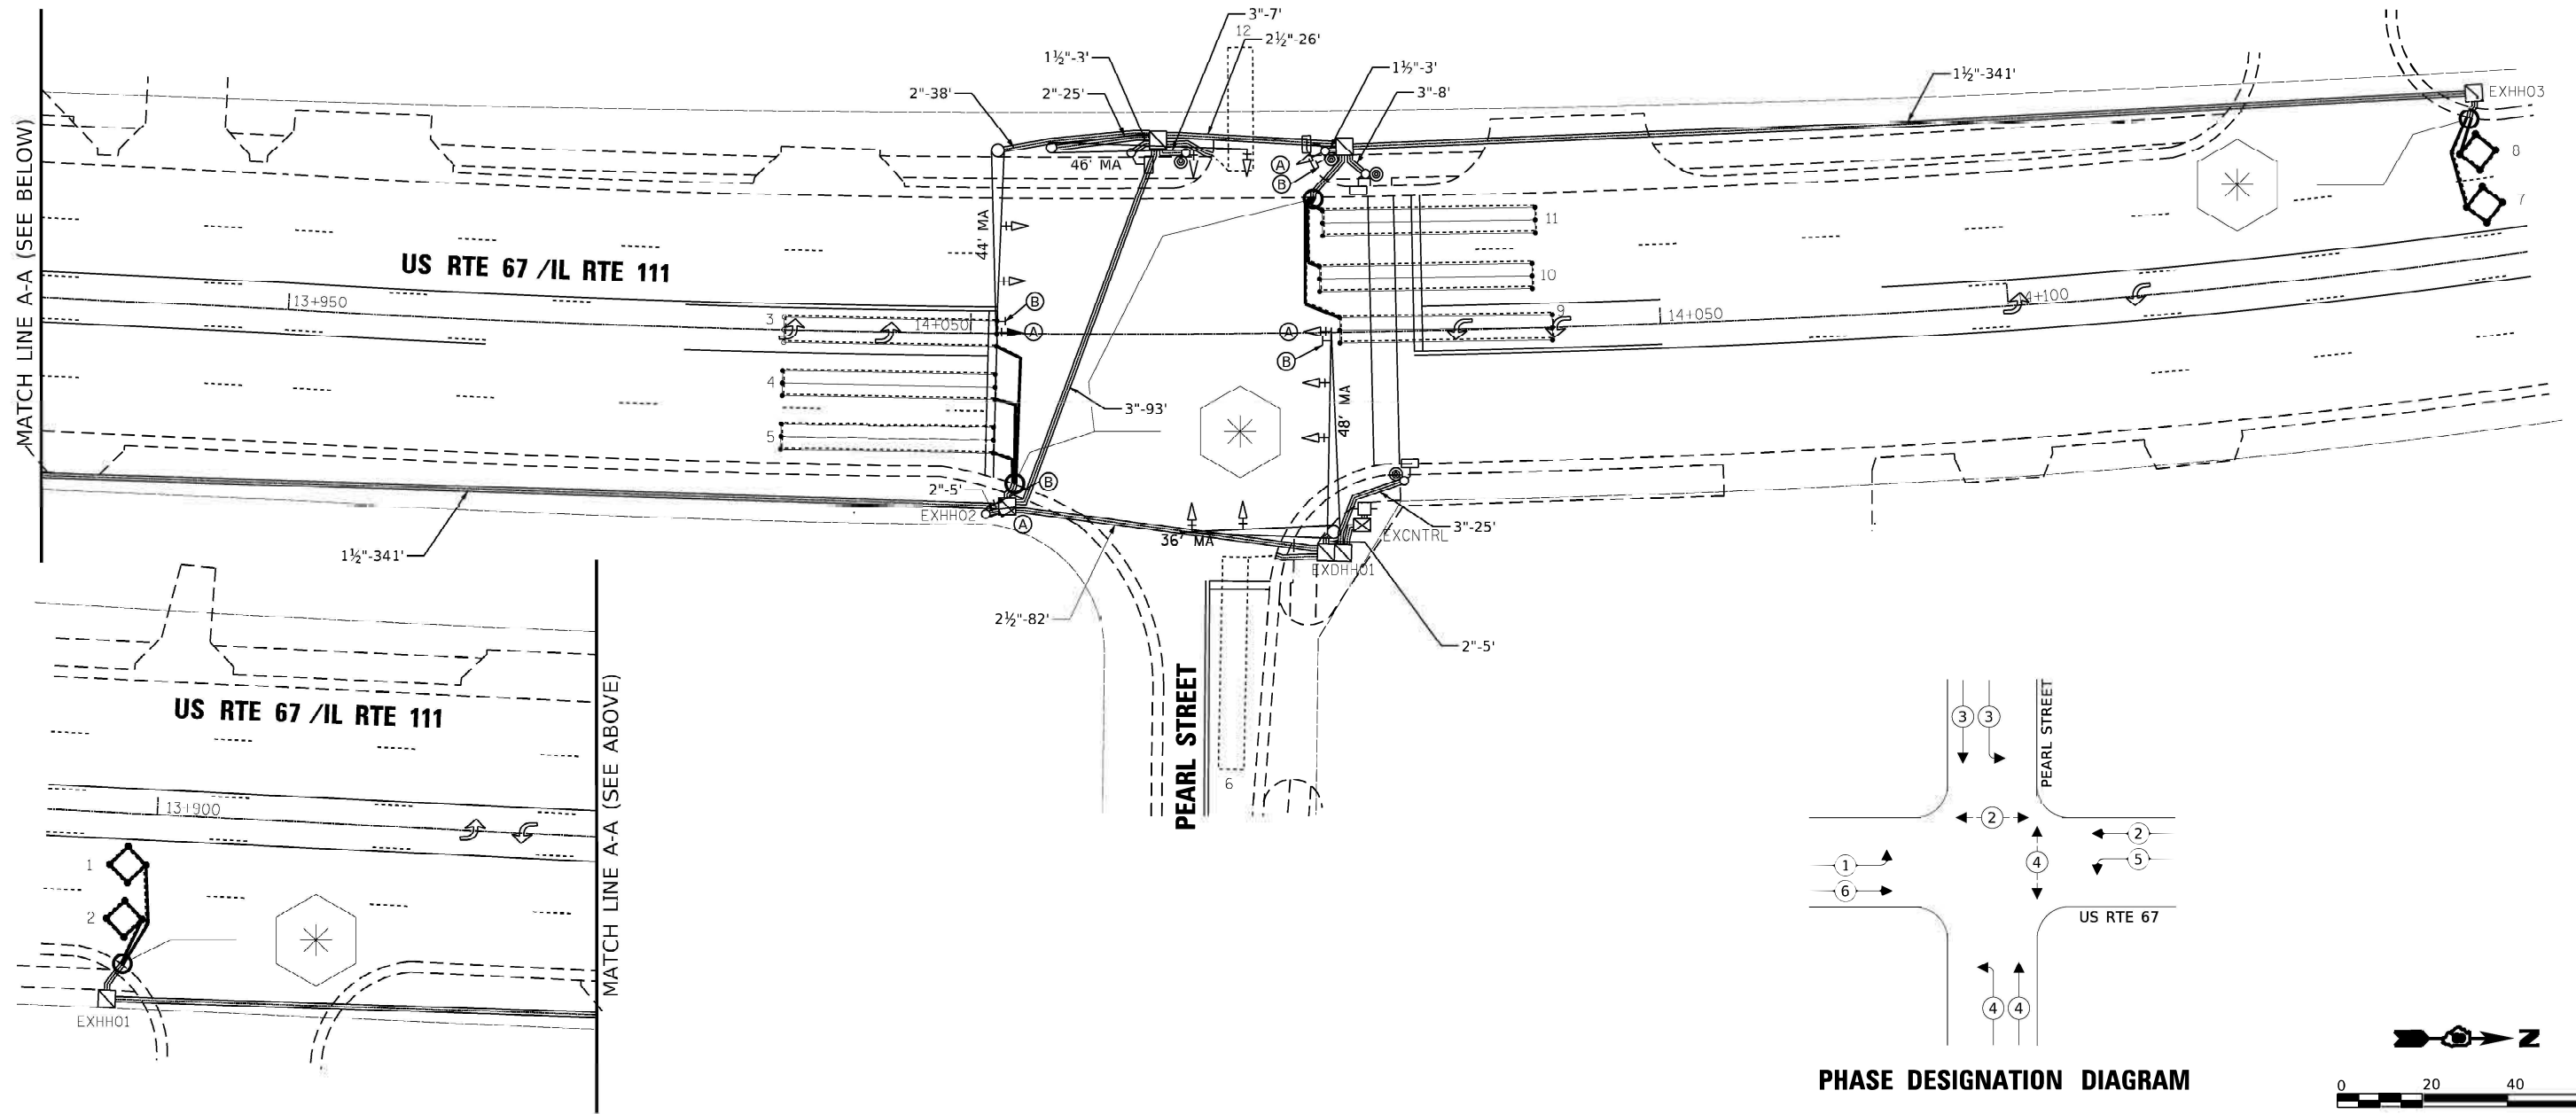 3"-7'
12
2½"-26'
1½"-3'
1½"-3'
1½"-341'
2"-38'
2"-25'
3"-8'
EXHH03
MATCH LINE A-A (SEE BELOW)
46' MA
A
B
8
7
44' MA
11
US RTE 67 /IL RTE 111
10
13+950
B
3
14+050
A
A
9
14+050
4+100
B
4
48' MA
3"-93'
5
2"-5'
B
EXHH02
A
3"-25'
36' MA
EXCNTRL
1½"-341'
EXDHH01
2½"-82'
2"-5'
PEARL STREET
6
US RTE 67 /IL RTE 111
MATCH LINE A-A (SEE ABOVE)
13+900
1
2
EXHH01
3
3
PEARL STREET
2
2
1
4
5
6
US RTE 67
4
4
PHASE DESIGNATION DIAGRAM
N
0
20
40